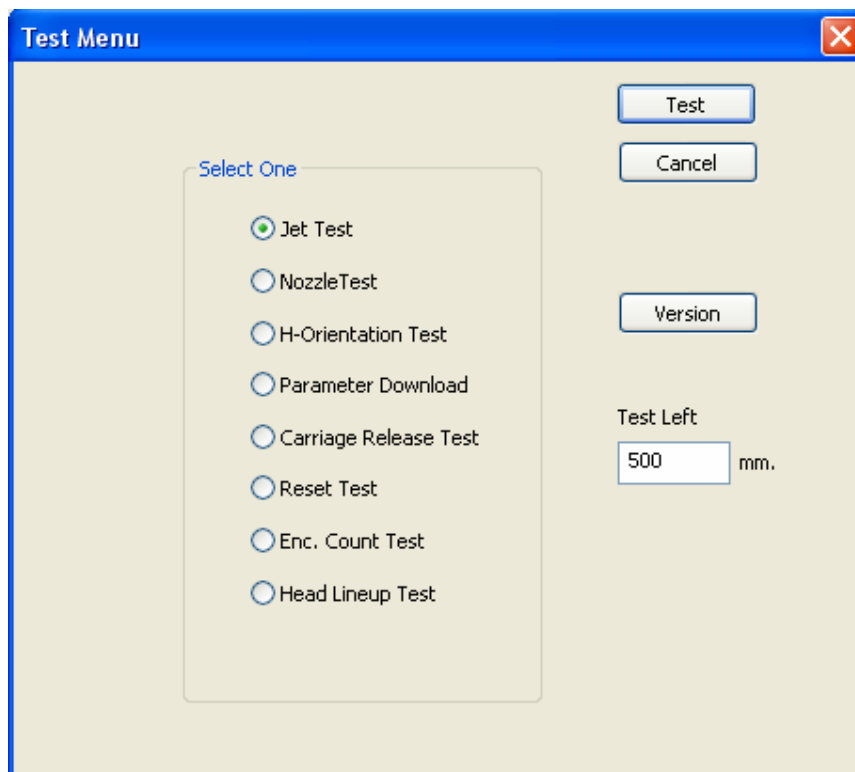 Test Menu
Test
Cancel
Select One
Jet Test
NozzleTest
H-Orientation Test
Parameter Download
Carriage Release Test
Reset Test
Enc. Count Test
Head Lineup Test
Version
Test Left
500 mm.